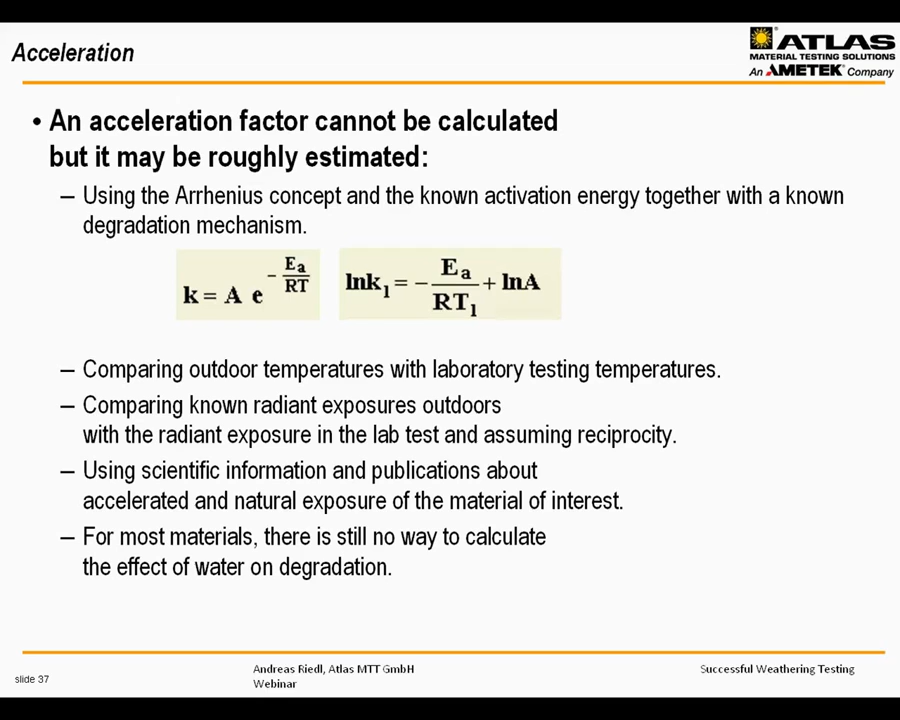 Acceleration
ATLAS
MATERIAL TESTING SOLUTIONS
An AMETEK® Company
• An acceleration factor cannot be calculated
but it may be roughly estimated:
– Using the Arrhenius concept and the known activation energy together with a known
degradation mechanism.
k = A e^(-Ea/RT)   lnk₁ = - Ea/RT₁ + lnA
– Comparing outdoor temperatures with laboratory testing temperatures.
– Comparing known radiant exposures outdoors
with the radiant exposure in the lab test and assuming reciprocity.
– Using scientific information and publications about
accelerated and natural exposure of the material of interest.
– For most materials, there is still no way to calculate
the effect of water on degradation.
slide 37
Andreas Riedl, Atlas MTT GmbH
Webinar
Successful Weathering Testing